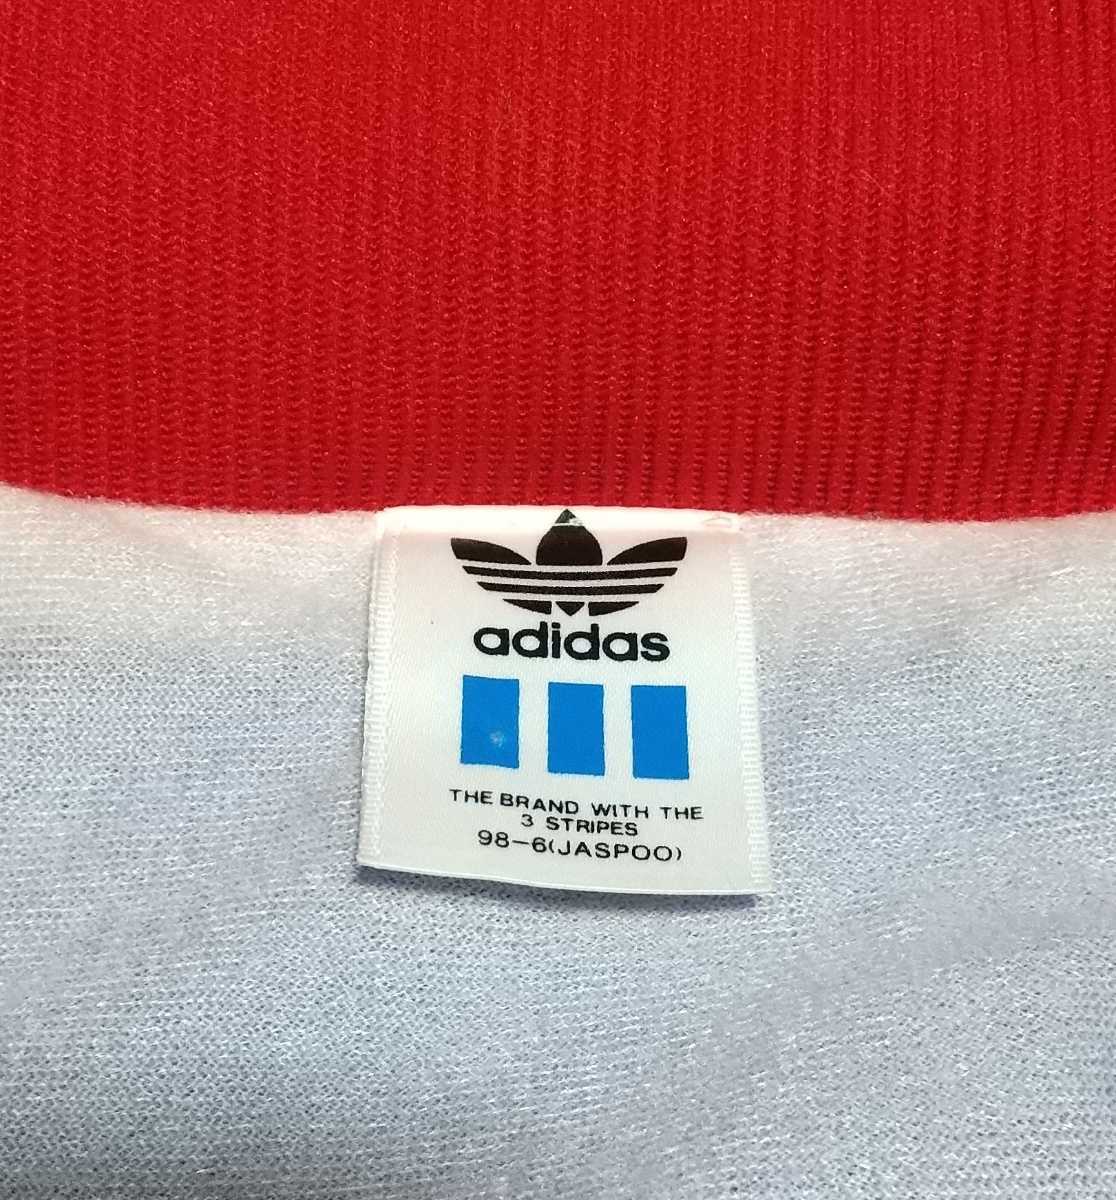 adidas
THE BRAND WITH THE
3 STRIPES
98-6(JASPOO)